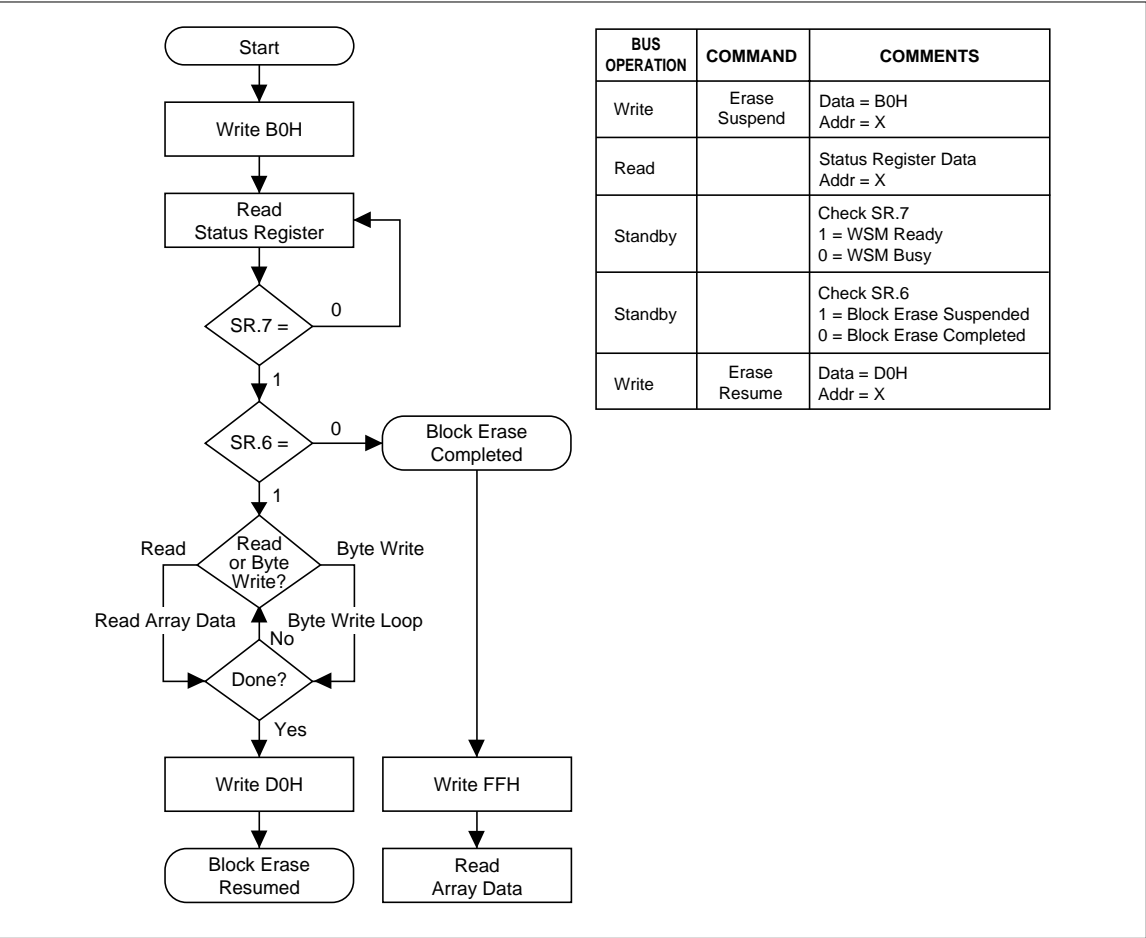 Start
Write B0H
Read
Status Register
SR.7 =
0
1
SR.6 =
0
Block Erase
Completed
1
Read
Read
or Byte
Write?
Byte Write
Read Array Data
Byte Write Loop
No
Done?
Yes
Write D0H
Write FFH
Block Erase
Resumed
Read
Array Data
BUS
OPERATION
COMMAND
COMMENTS
Write
Erase
Suspend
Data = B0H
Addr = X
Read
Status Register Data
Addr = X
Standby
Check SR.7
1 = WSM Ready
0 = WSM Busy
Standby
Check SR.6
1 = Block Erase Suspended
0 = Block Erase Completed
Write
Erase
Resume
Data = D0H
Addr = X